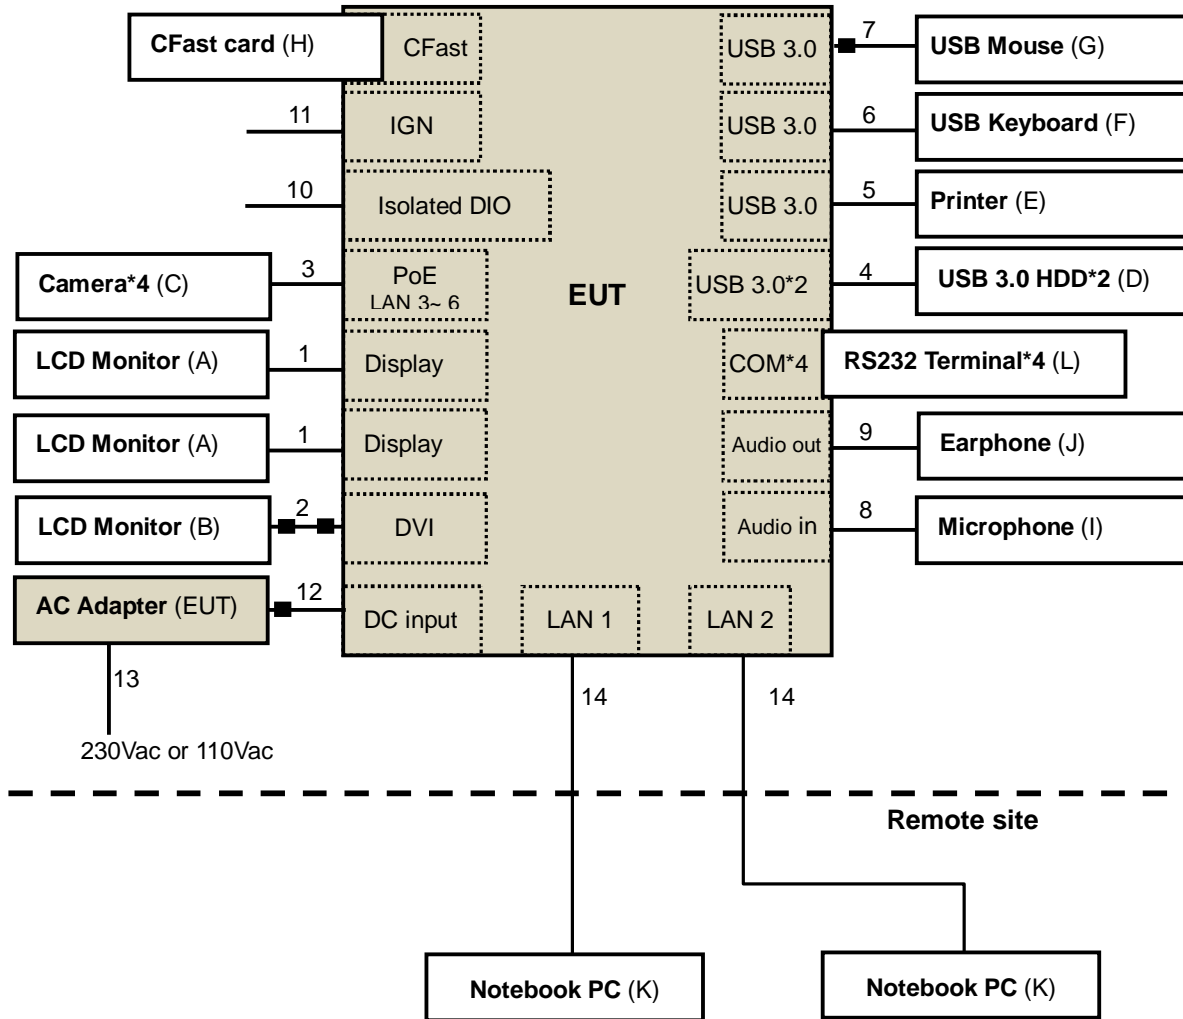 CFast card (H)
CFast
USB 3.0
7
USB Mouse (G)
11
IGN
USB 3.0
6
USB Keyboard (F)
10
Isolated DIO
USB 3.0
5
Printer (E)
Camera*4 (C)
3
PoE
LAN 3~ 6
EUT
USB 3.0*2
4
USB 3.0 HDD*2 (D)
LCD Monitor (A)
1
Display
COM*4
RS232 Terminal*4 (L)
LCD Monitor (A)
1
Display
Audio out
9
Earphone (J)
LCD Monitor (B)
2
DVI
Audio in
8
Microphone (I)
AC Adapter (EUT)
12
DC input
LAN 1
LAN 2
13
14
14
230Vac or 110Vac
Remote site
Notebook PC (K)
Notebook PC (K)